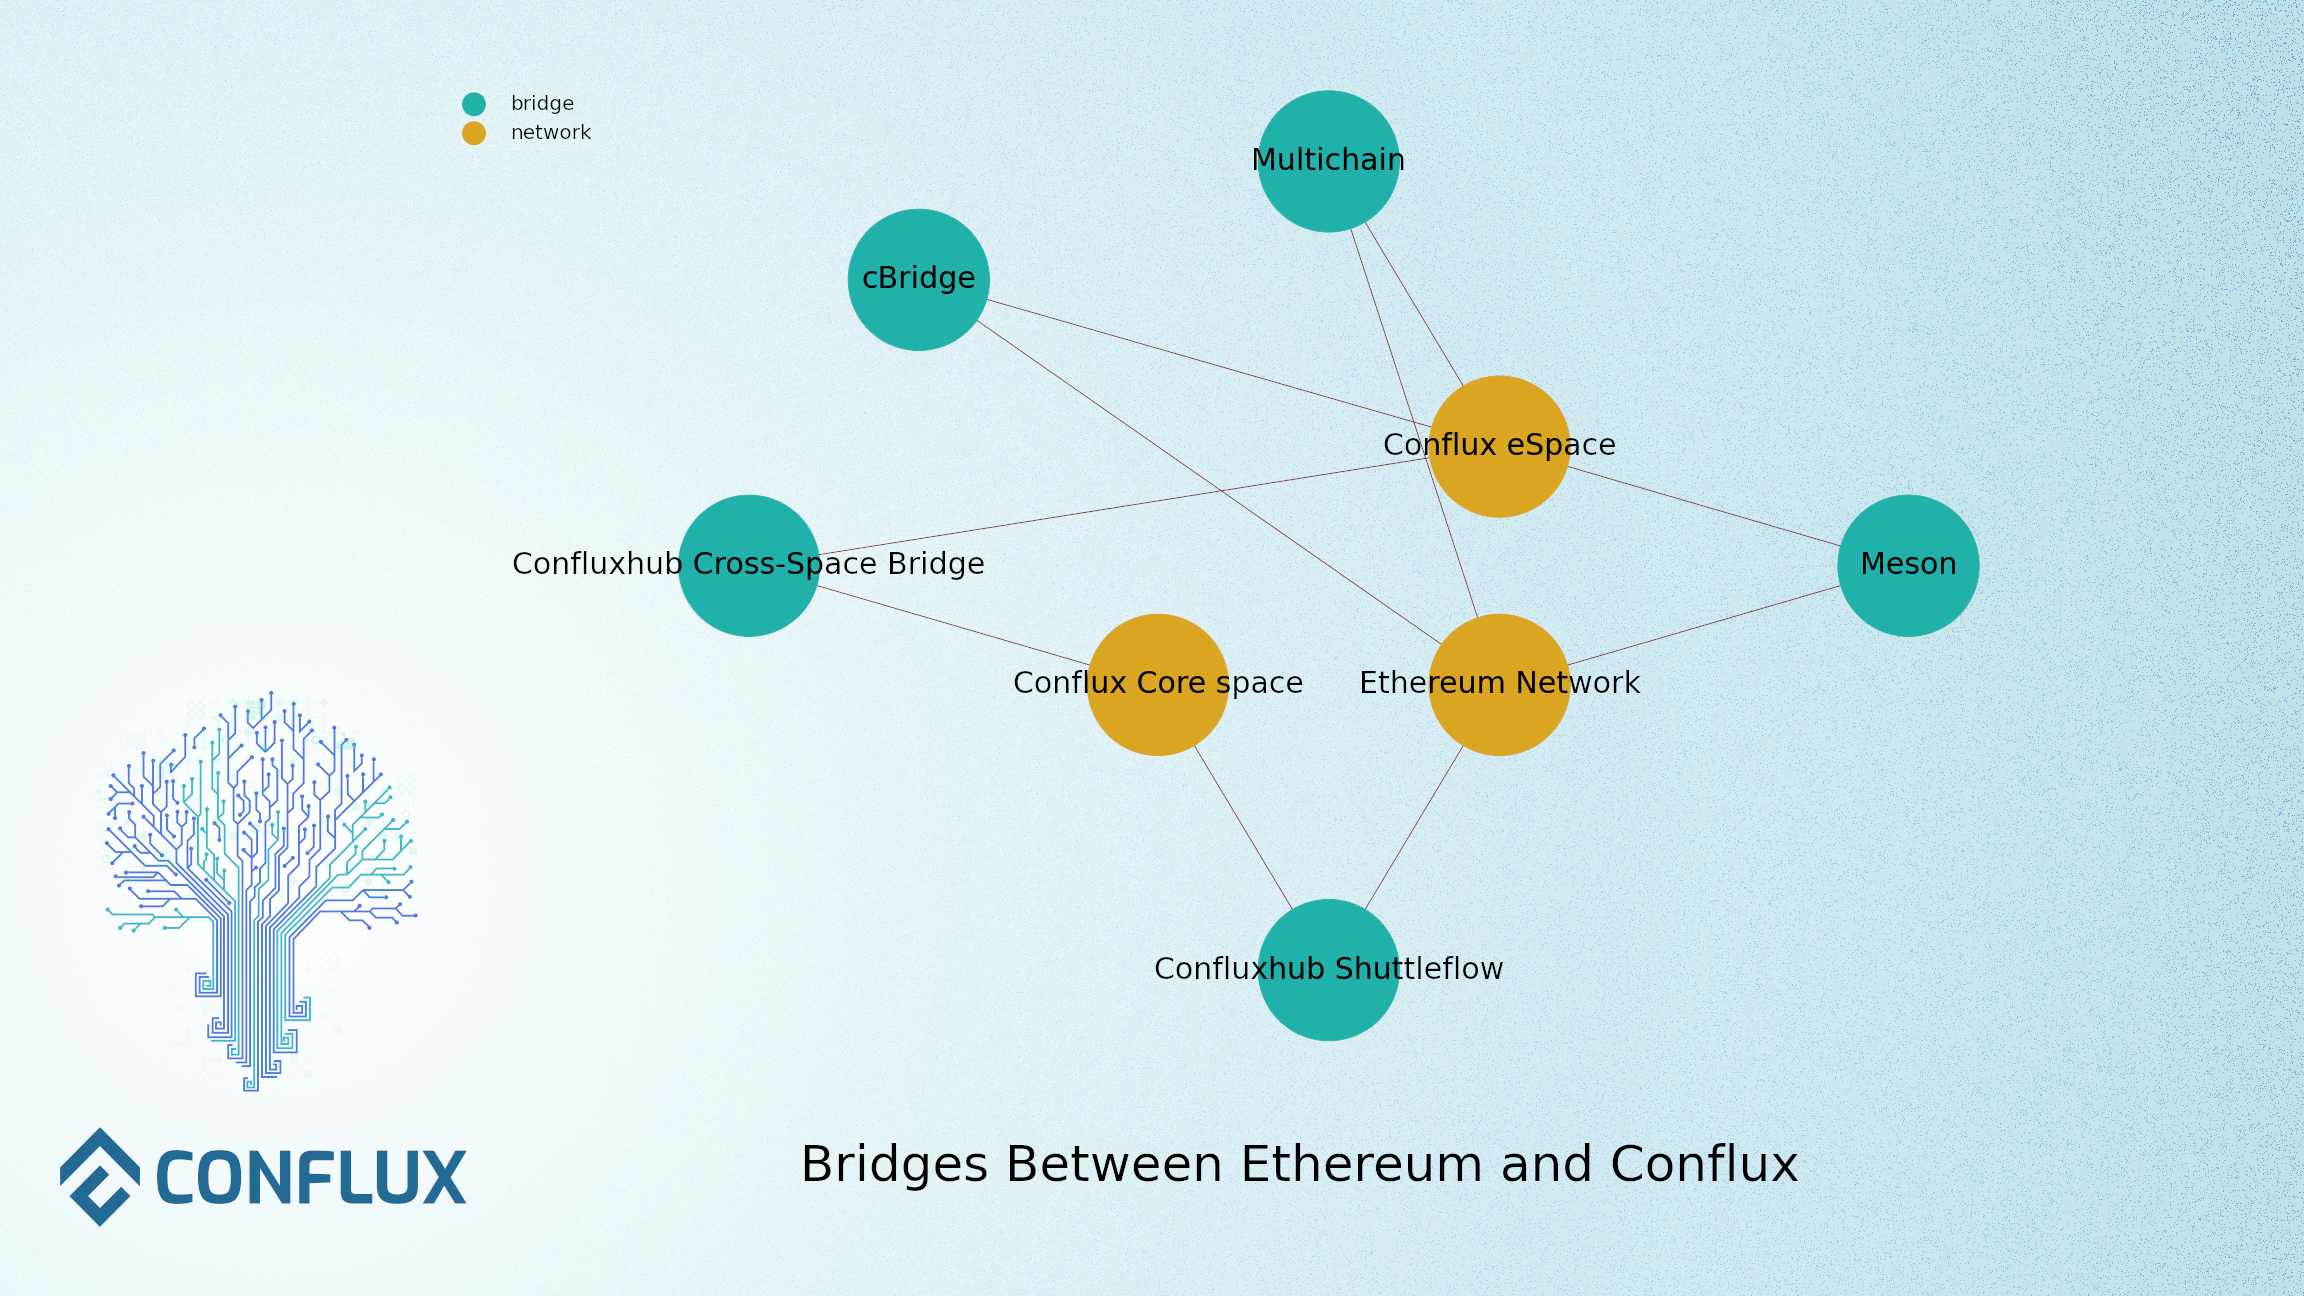 bridge
network
Multichain
cBridge
Conflux eSpace
Confluxhub Cross-Space Bridge
Meson
Conflux Core space
Ethereum Network
Confluxhub Shuttleflow
Bridges Between Ethereum and Conflux
CONFLUX